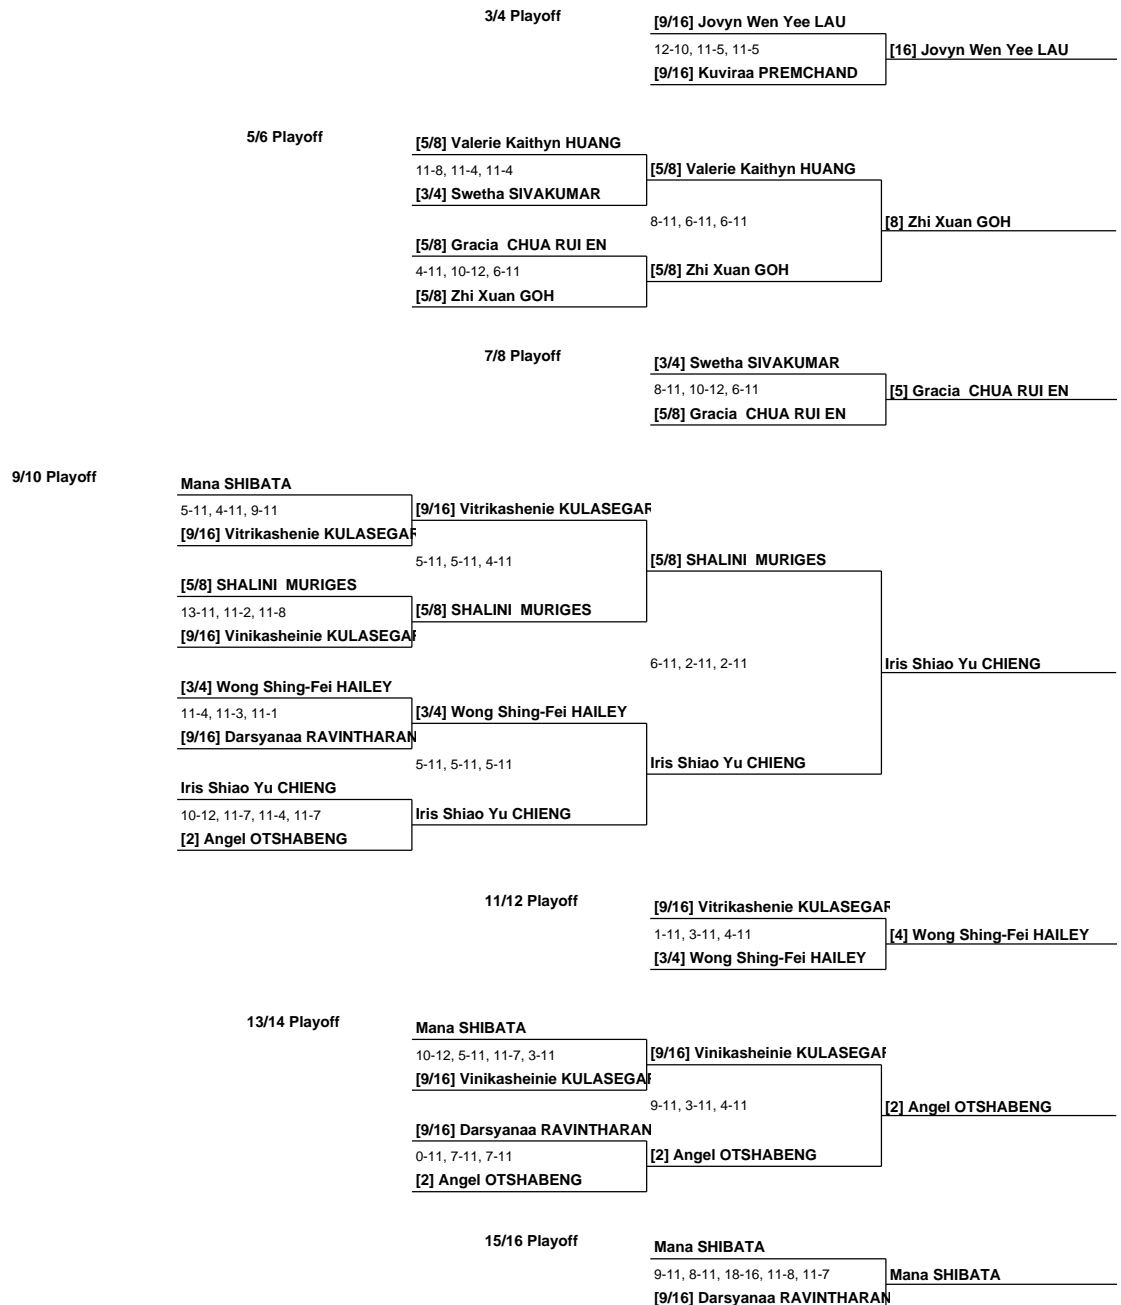 3/4 Playoff
[9/16] Jovyn Wen Yee LAU
12-10, 11-5, 11-5
[16] Jovyn Wen Yee LAU
[9/16] Kuviraa PREMCHAND
5/6 Playoff
[5/8] Valerie Kaithyn HUANG
11-8, 11-4, 11-4
[5/8] Valerie Kaithyn HUANG
[3/4] Swetha SIVAKUMAR
8-11, 6-11, 6-11
[8] Zhi Xuan GOH
[5/8] Gracia CHUA RUI EN
4-11, 10-12, 6-11
[5/8] Zhi Xuan GOH
[5/8] Zhi Xuan GOH
7/8 Playoff
[3/4] Swetha SIVAKUMAR
8-11, 10-12, 6-11
[5] Gracia CHUA RUI EN
[5/8] Gracia CHUA RUI EN
9/10 Playoff
Mana SHIBATA
5-11, 4-11, 9-11
[9/16] Vitrikashenie KULASEGAR
[9/16] Vitrikashenie KULASEGAR
5-11, 5-11, 4-11
[5/8] SHALINI MURIGES
[5/8] SHALINI MURIGES
13-11, 11-2, 11-8
[5/8] SHALINI MURIGES
[9/16] Vinikasheinie KULASEGAR
6-11, 2-11, 2-11
Iris Shiao Yu CHIENG
[3/4] Wong Shing-Fei HAILEY
11-4, 11-3, 11-1
[3/4] Wong Shing-Fei HAILEY
[9/16] Darsyanaa RAVINTHARAN
5-11, 5-11, 5-11
Iris Shiao Yu CHIENG
Iris Shiao Yu CHIENG
10-12, 11-7, 11-4, 11-7
Iris Shiao Yu CHIENG
[2] Angel OTSHABENG
11/12 Playoff
[9/16] Vitrikashenie KULASEGAR
1-11, 3-11, 4-11
[4] Wong Shing-Fei HAILEY
[3/4] Wong Shing-Fei HAILEY
13/14 Playoff
Mana SHIBATA
10-12, 5-11, 11-7, 3-11
[9/16] Vinikasheinie KULASEGAR
[9/16] Vinikasheinie KULASEGAR
9-11, 3-11, 4-11
[2] Angel OTSHABENG
[9/16] Darsyanaa RAVINTHARAN
0-11, 7-11, 7-11
[2] Angel OTSHABENG
[2] Angel OTSHABENG
15/16 Playoff
Mana SHIBATA
9-11, 8-11, 18-16, 11-8, 11-7
Mana SHIBATA
[9/16] Darsyanaa RAVINTHARAN